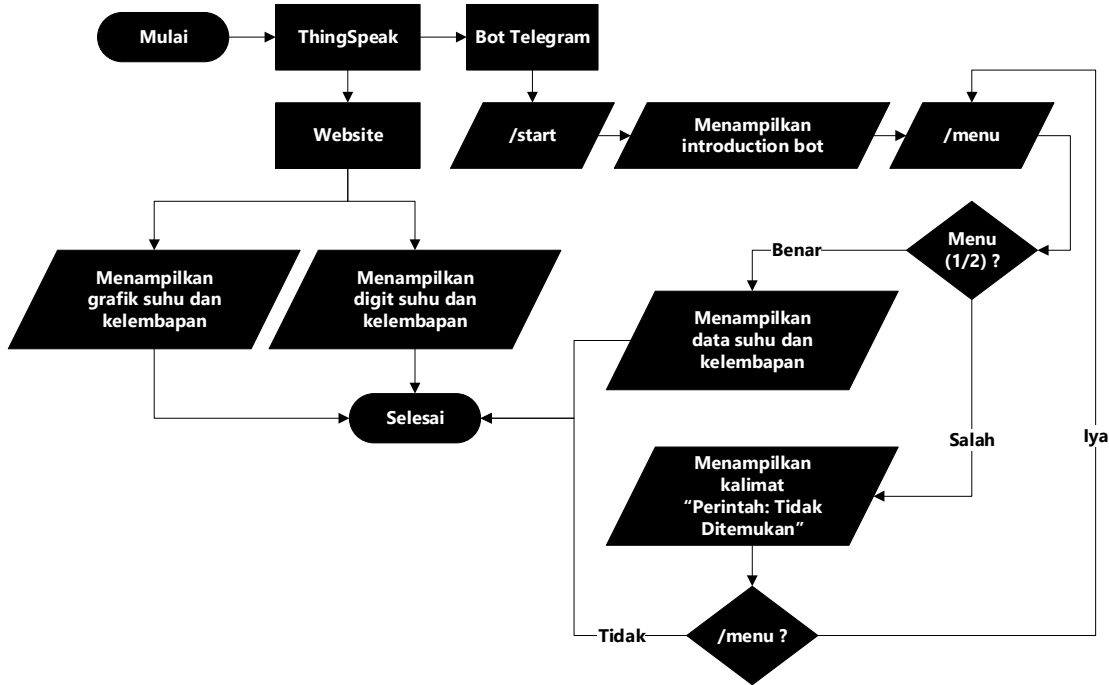 Mulai
ThingSpeak
Bot Telegram
Website
/start
Menampilkan
introduction bot
/menu
Menu
(1/2) ?
Benar
Menampilkan
grafik suhu dan
kelembapan
Menampilkan
digit suhu dan
kelembapan
Menampilkan
data suhu dan
kelembapan
Selesai
Salah
Iya
Menampilkan
kalimat
“Perintah: Tidak
Ditemukan”
Tidak
/menu ?